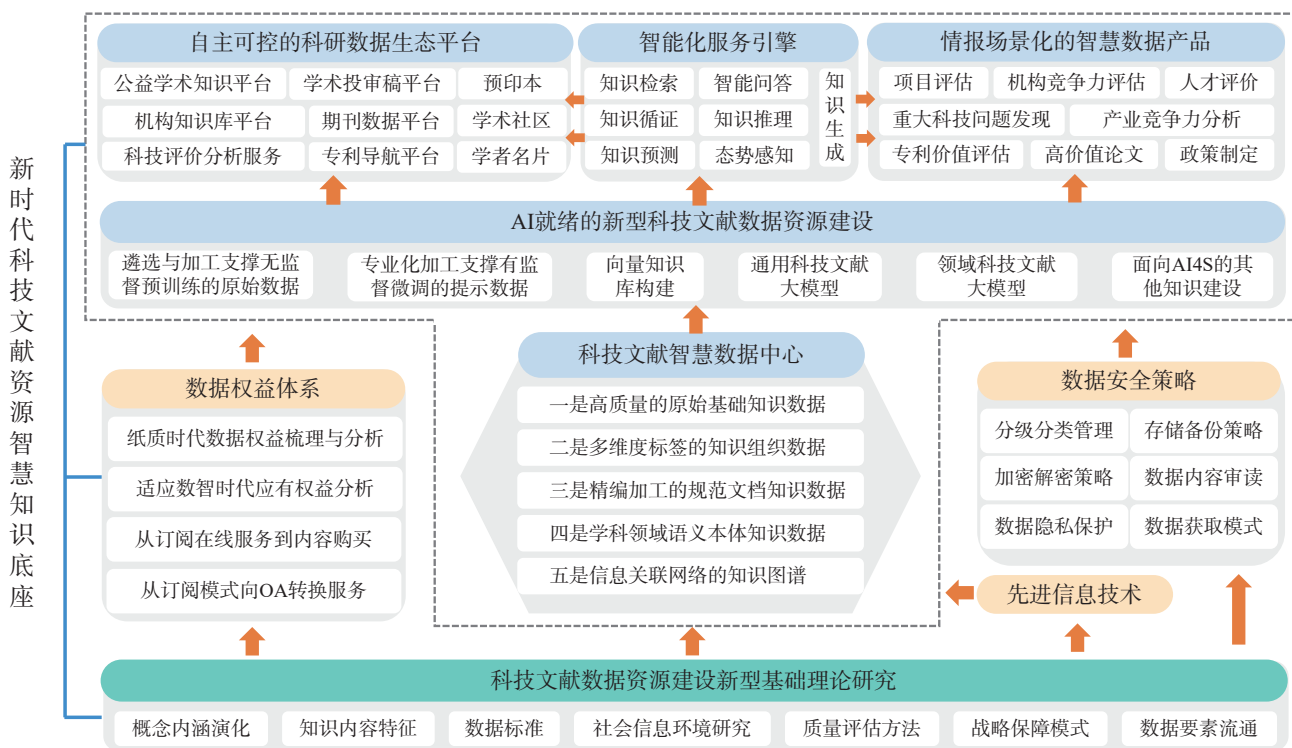 新时代科技文献资源智慧知识底座
自主可控的科研数据生态平台
公益学术知识平台
学术投审稿平台
预印本
机构知识库平台
期刊数据平台
学术社区
科技评价分析服务
专利导航平台
学者名片
智能化服务引擎
知识检索
智能问答
知识循证
知识推理
知识预测
态势感知
知识生成
情报场景化的智慧数据产品
项目评估
机构竞争力评估
人才评价
重大科技问题发现
产业竞争力分析
专利价值评估
高价值论文
政策制定
AI就绪的新型科技文献数据资源建设
遴选与加工支撑无监
督预训练的原始数据
专业化加工支撑有监
督微调的提示数据
向量知识
库构建
通用科技文献
大模型
领域科技文献
大模型
面向AI4S的其
他知识建设
数据权益体系
纸质时代数据权益梳理与分析
适应数智时代应有权益分析
从订阅在线服务到内容购买
从订阅模式向OA转换服务
科技文献智慧数据中心
一是高质量的原始基础知识数据
二是多维度标签的知识组织数据
三是精编加工的规范文档知识数据
四是学科领域语义本体知识数据
五是信息关联网络的知识图谱
数据安全策略
分级分类管理
存储备份策略
加密解密策略
数据内容审读
数据隐私保护
数据获取模式
先进信息技术
科技文献数据资源建设新型基础理论研究
概念内涵演化
知识内容特征
数据标准
社会信息环境研究
质量评估方法
战略保障模式
数据要素流通